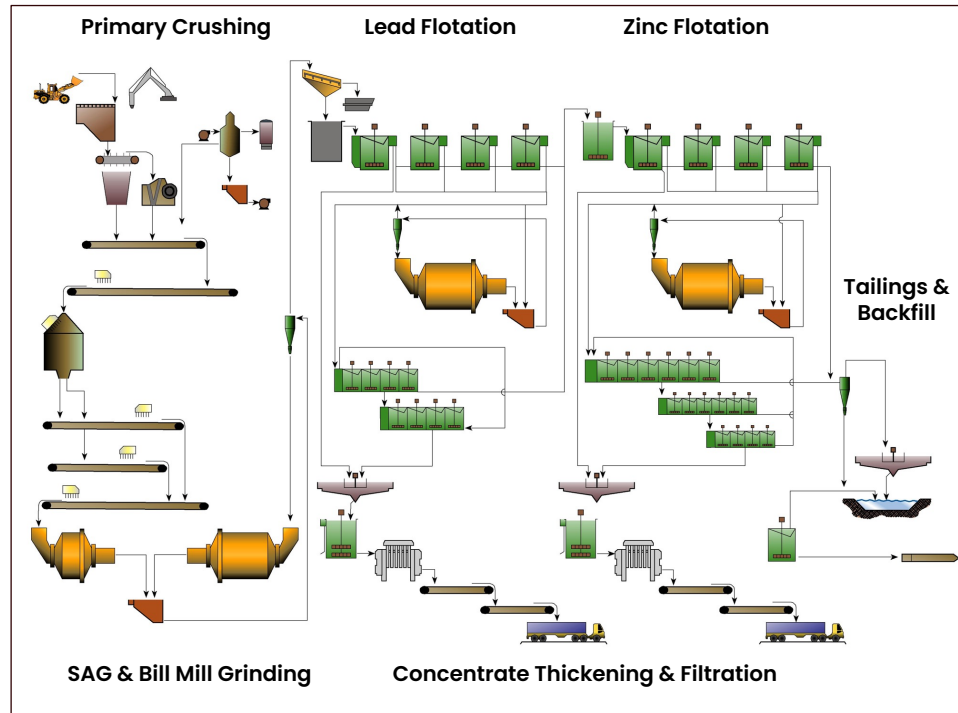 Primary Crushing
Lead Flotation
Zinc Flotation
Tailings &
Backfill
SAG & Bill Mill Grinding
Concentrate Thickening & Filtration